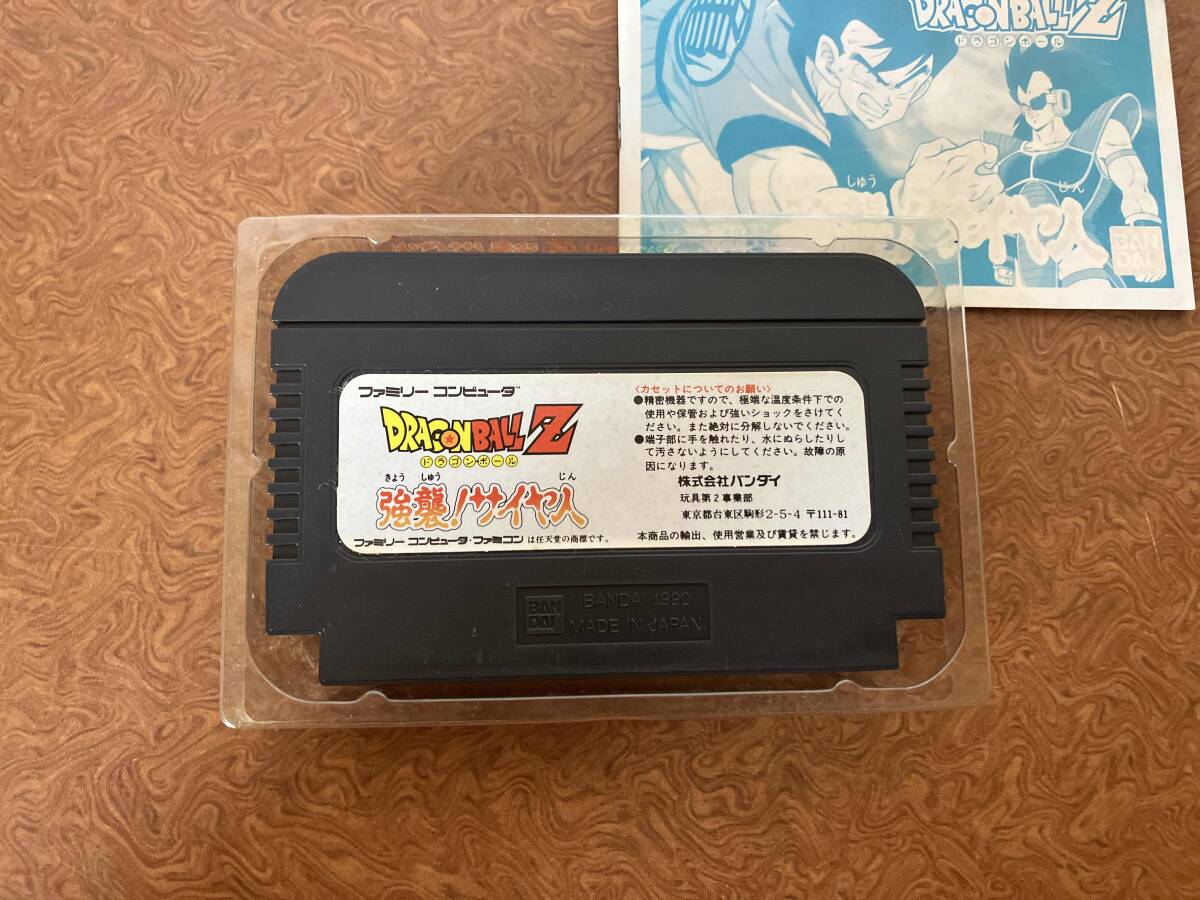 DRAGONBALL Z
ドラゴンボール
しゅう
じん
サイヤ人
BAN
DAI
ファミリー コンピュータ™
DRAGONBALL Z
ドラゴンボール
きょう しゅう じん
強襲!サイヤ人
ファミリー コンピュータ・ファミコン は任天堂の商標です。
〈カセットについてのお願い〉
●精密機器ですので、極端な温度条件下での
使用や保管および強いショックをさけてく
ださい。また絶対に分解しないでください。
●端子部に手を触れたり、水にぬらしたりし
て汚さないようにしてください。故障の原
因になります。
株式会社バンダイ
玩具第2事業部
東京都台東区駒形2-5-4 〒111-81
本商品の輸出、使用営業及び賃貸を禁じます。
BAN
DAI
BANDAI 1990
MADE IN JAPAN